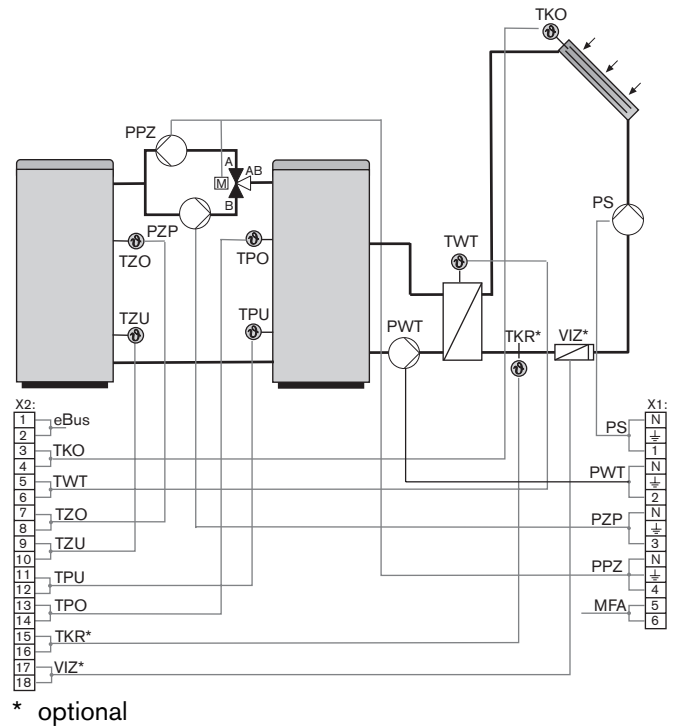 TKO
PPZ
A
AB
M
B
PS
PZP
TZO
TPO
TWT
TZU
TPU
PWT
TKR*
VIZ*
X2:
1
2
eBus
3
4
TKO
5
6
TWT
7
8
TZO
9
10
TZU
11
12
TPU
13
14
TPO
15
16
TKR*
17
18
VIZ*
X1:
PS
N
1
PWT
N
2
PZP
N
3
PPZ
N
4
MFA
5
6
* optional